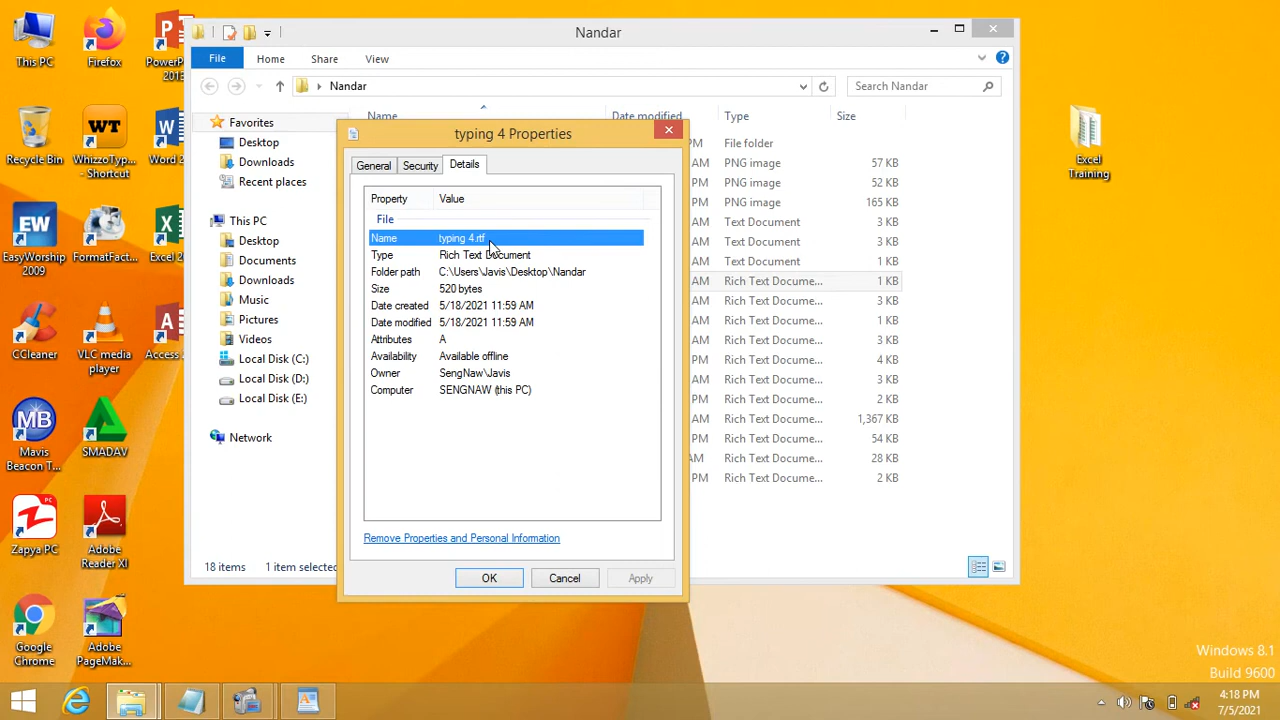 This PC
Firefox
PowerP
2013
Recycle Bin
WhizzoTyp...
- Shortcut
Word 2
EasyWorship
2009
FormatFact...
Excel 20
CCleaner
VLC media
player
Access 2
Mavis
Beacon T...
SMADAV
Zapya PC
Adobe
Reader XI
Google
Chrome
Adobe
PageMak...
Nandar
File
Home
Share
View
Nandar
Search Nandar
Name
Date modified
Type
Size
Favorites
Desktop
Downloads
Recent places
This PC
Desktop
Documents
Downloads
Music
Pictures
Videos
Local Disk (C:)
Local Disk (D:)
Local Disk (E:)
Network
PM File folder
AM PNG image 57 KB
AM PNG image 52 KB
PM PNG image 165 KB
AM Text Document 3 KB
AM Text Document 3 KB
AM Text Document 3 KB
AM Rich Text Docume... 1 KB
AM Rich Text Docume... 3 KB
AM Rich Text Docume... 1 KB
AM Rich Text Docume... 3 KB
PM Rich Text Docume... 4 KB
AM Rich Text Docume... 3 KB
AM Rich Text Docume... 2 KB
AM Rich Text Docume... 1,367 KB
PM Rich Text Docume... 54 KB
AM Rich Text Docume... 28 KB
PM Rich Text Docume... 2 KB
18 items 1 item selected
typing 4 Properties
General
Security
Details
Property Value
File
Name typing 4.rtf
Type Rich Text Document
Folder path C:\Users\Javis\Desktop\Nandar
Size 520 bytes
Date created 5/18/2021 11:59 AM
Date modified 5/18/2021 11:59 AM
Attributes A
Availability Available offline
Owner SengNaw\Javis
Computer SENGNAW (this PC)
Remove Properties and Personal Information
OK
Cancel
Apply
Excel
Training
Windows 8.1
Build 9600
4:18 PM
7/5/2021